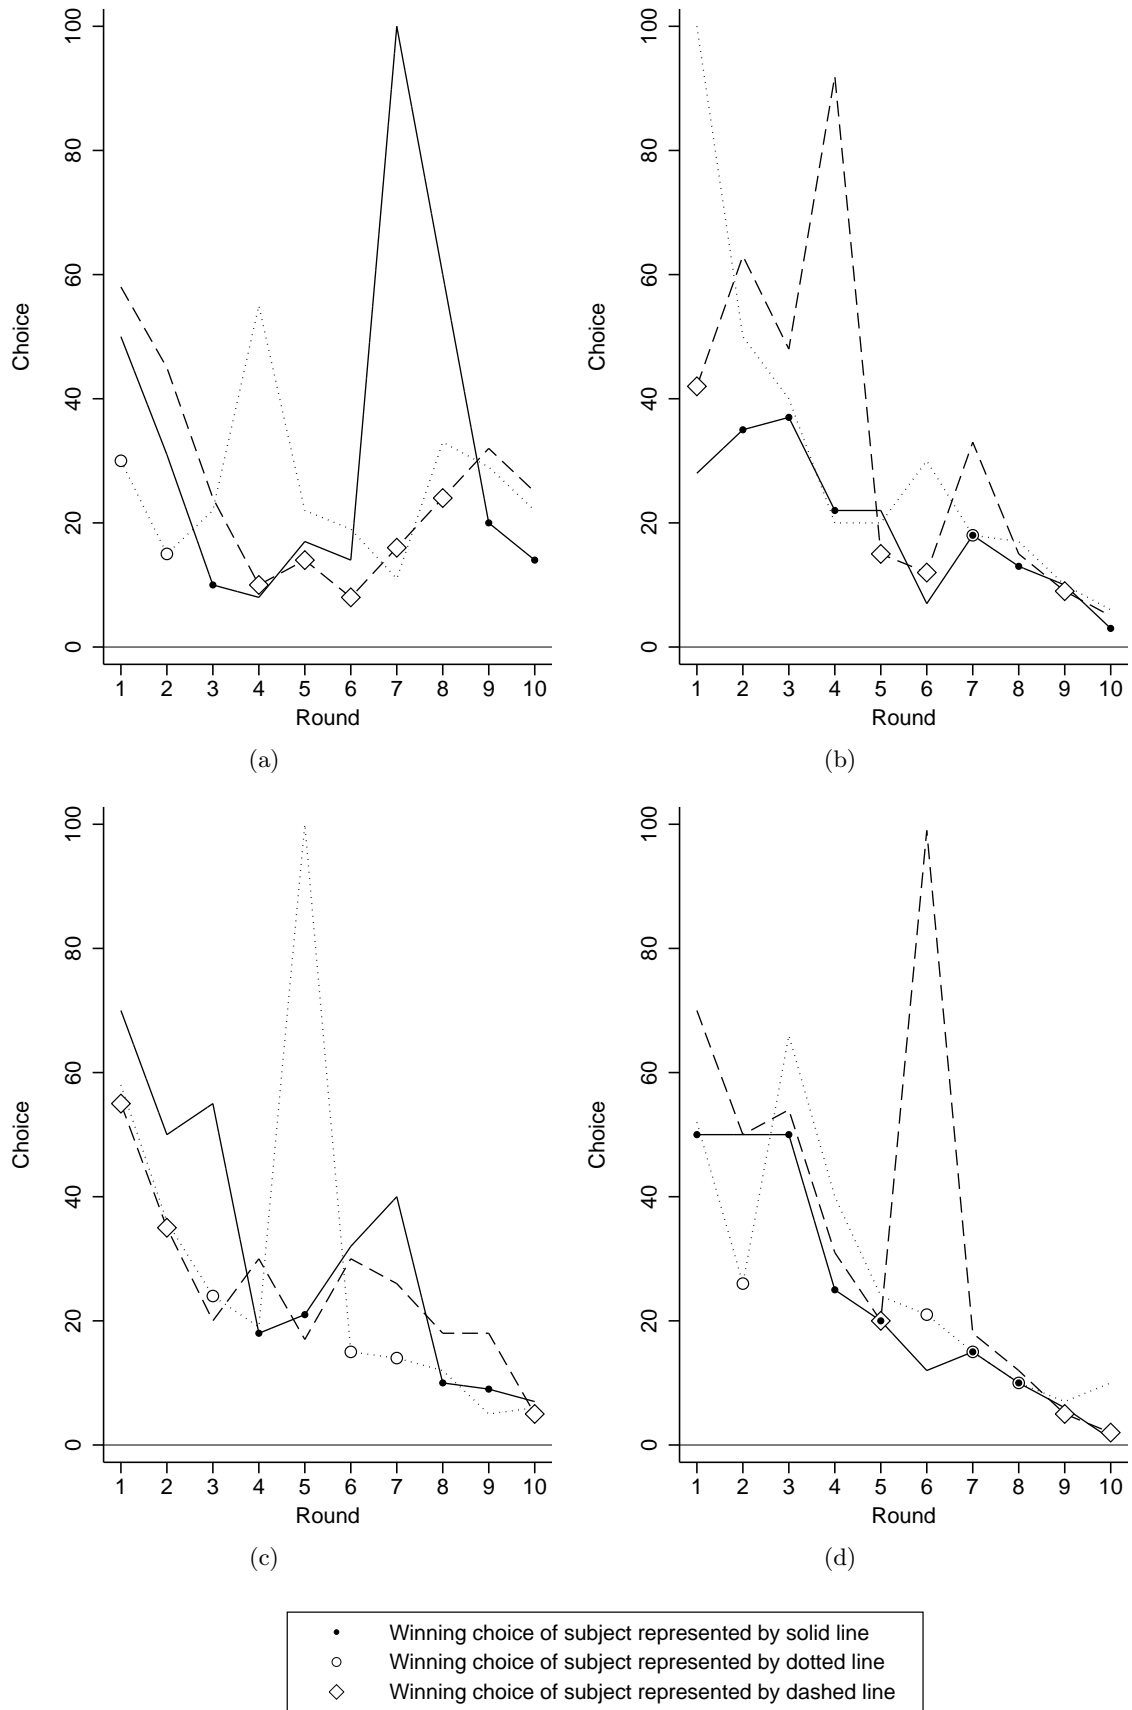 100
80
60
40
20
0
Choice
1 2 3 4 5 6 7 8 9 10
Round
(a)
100
80
60
40
20
0
Choice
1 2 3 4 5 6 7 8 9 10
Round
(b)
100
80
60
40
20
0
Choice
1 2 3 4 5 6 7 8 9 10
Round
(c)
100
80
60
40
20
0
Choice
1 2 3 4 5 6 7 8 9 10
Round
(d)
Winning choice of subject represented by solid line
Winning choice of subject represented by dotted line
Winning choice of subject represented by dashed line